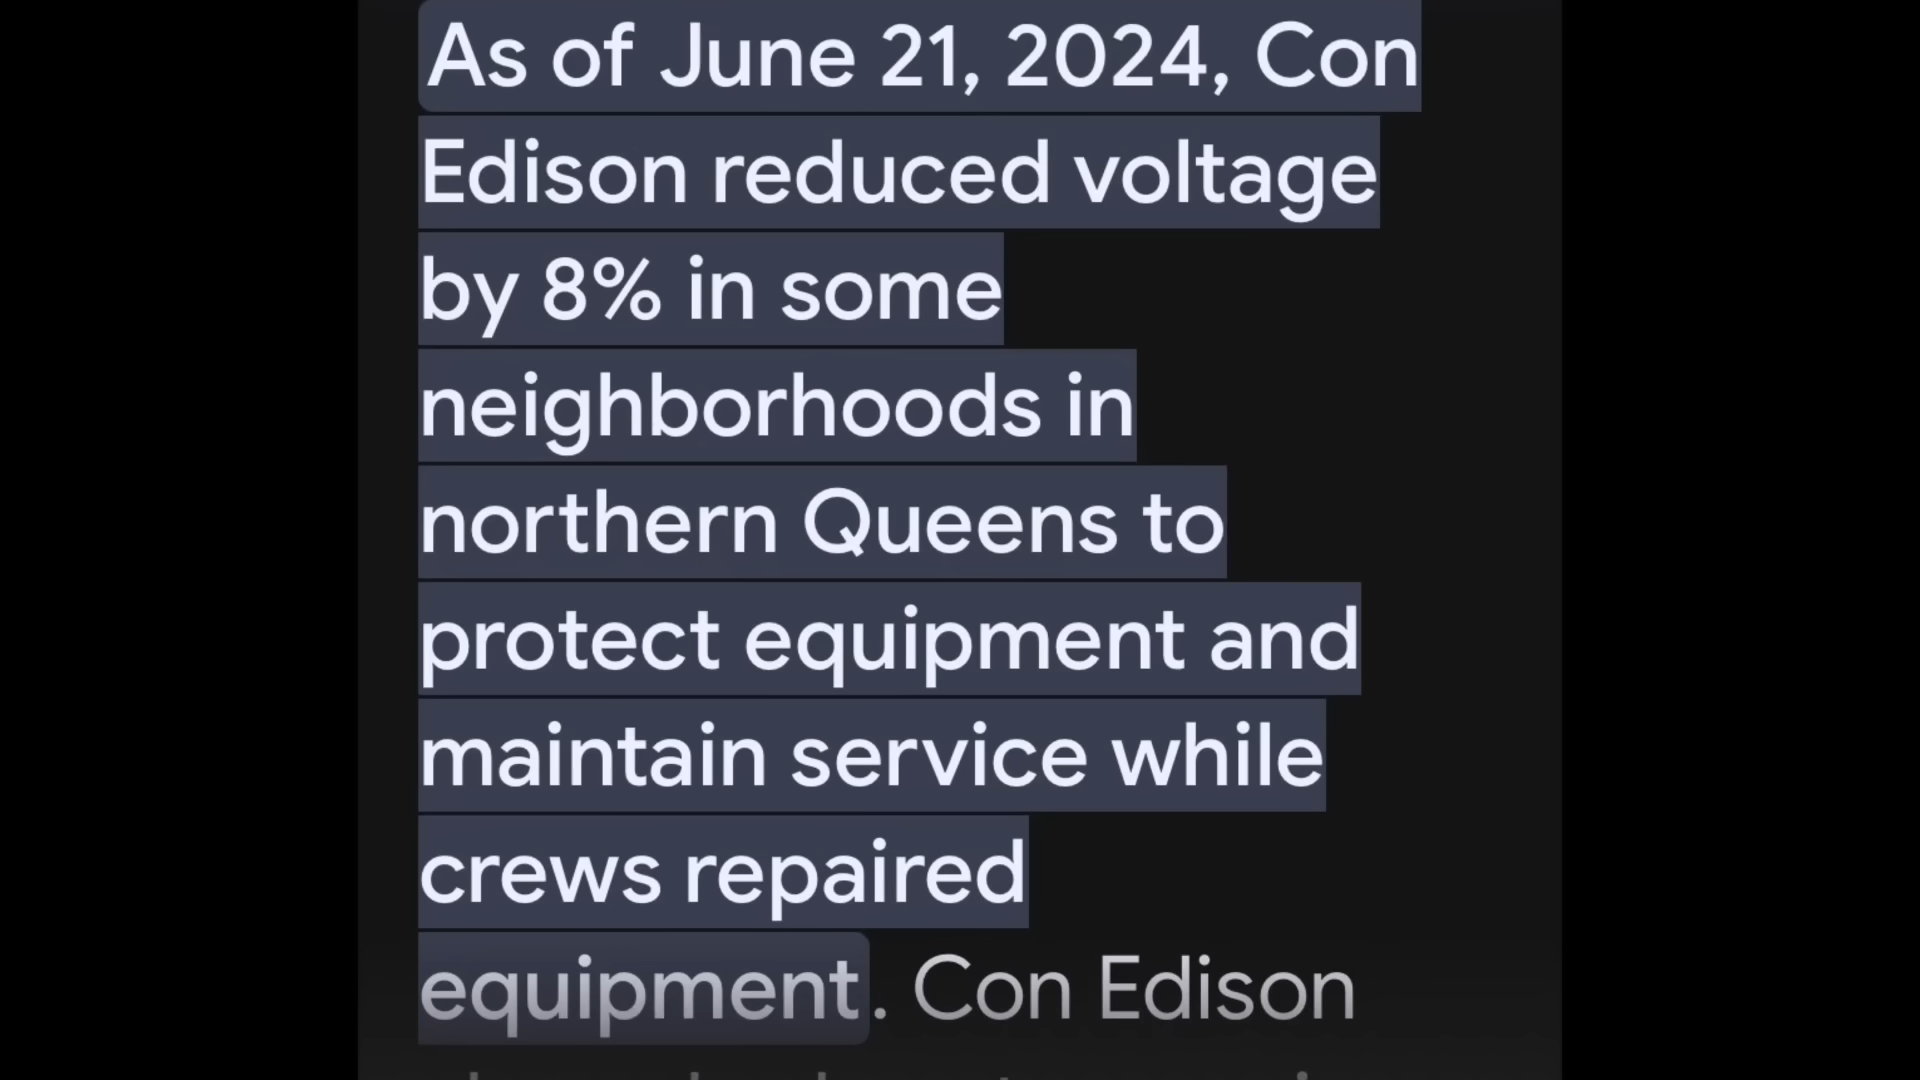 As of June 21, 2024, Con
Edison reduced voltage
by 8% in some
neighborhoods in
northern Queens to
protect equipment and
maintain service while
crews repaired
equipment. Con Edison